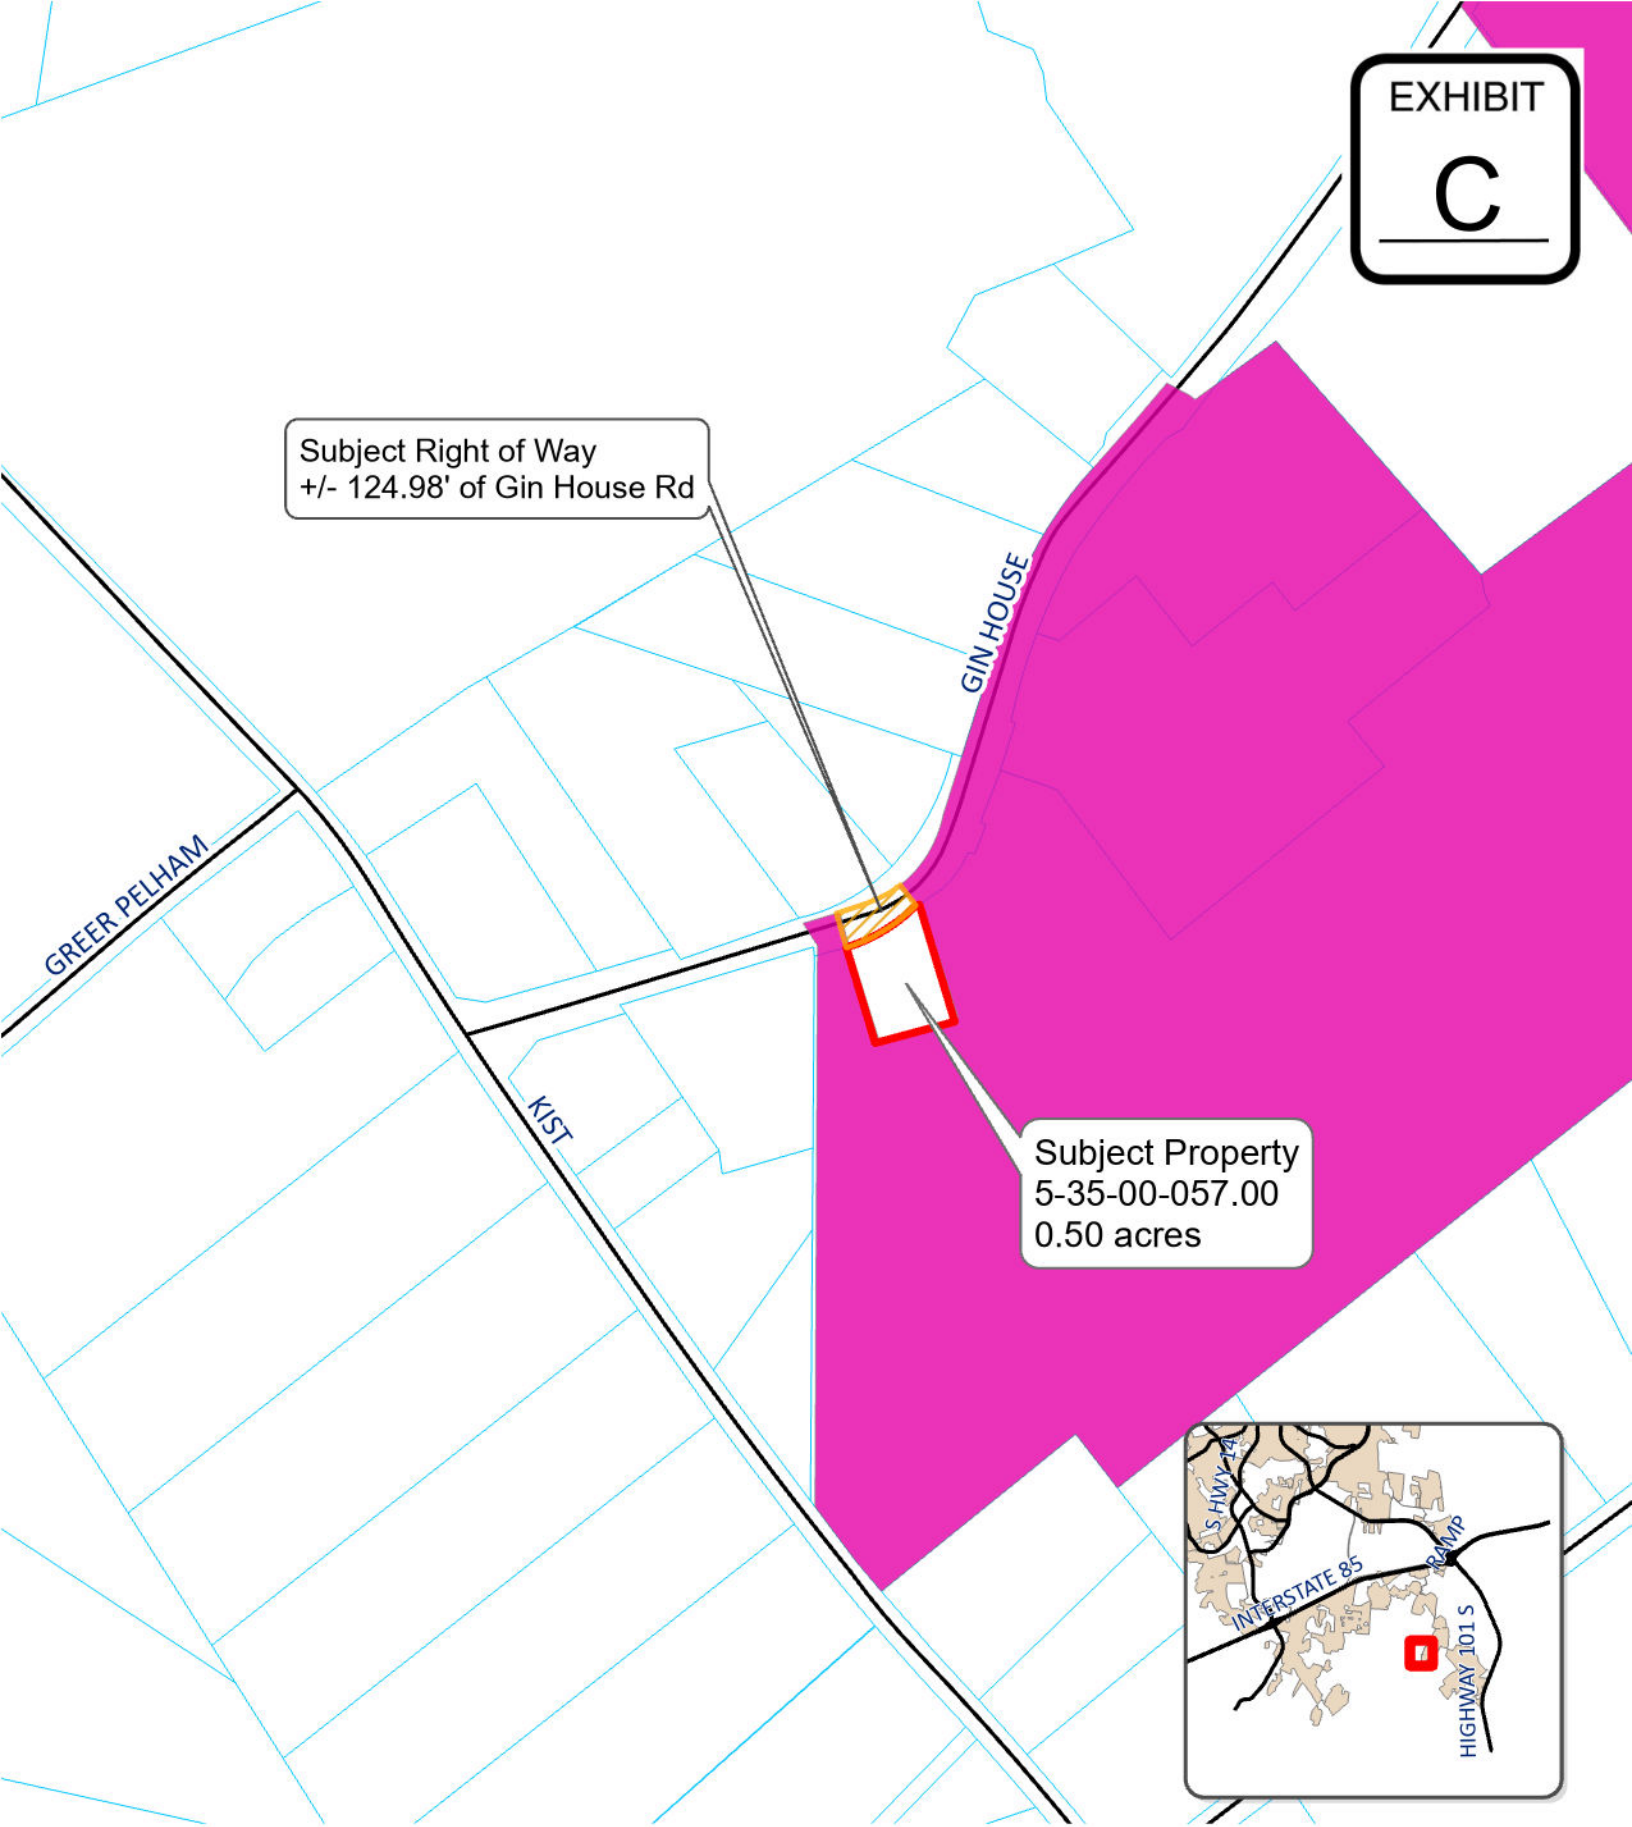 EXHIBIT
C
Subject Right of Way
+/- 124.98' of Gin House Rd
GIN HOUSE
GREER PELHAM
KIST
Subject Property
5-35-00-057.00
0.50 acres
S HWY 14
RAMP
INTERSTATE 85
HIGHWAY 101 S